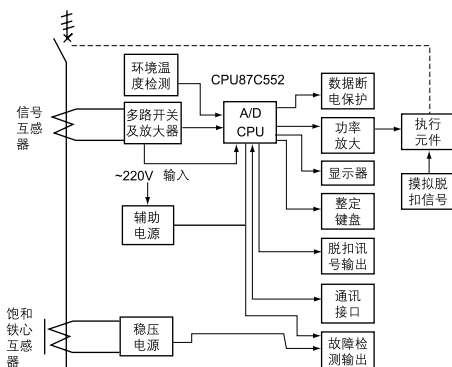 环境温
度检测
CPU87C552
数据断
电保护
信号
互感
器
多路开关
及放大器
A/D
CPU
功率
放大
执行
元件
显示器
摸拟脱
扣信号
~220V 输入
整定
键盘
辅助
电源
脱扣讯
号输出
通讯
接口
饱和
铁心
互感
器
稳压
电源
故障检
测输出